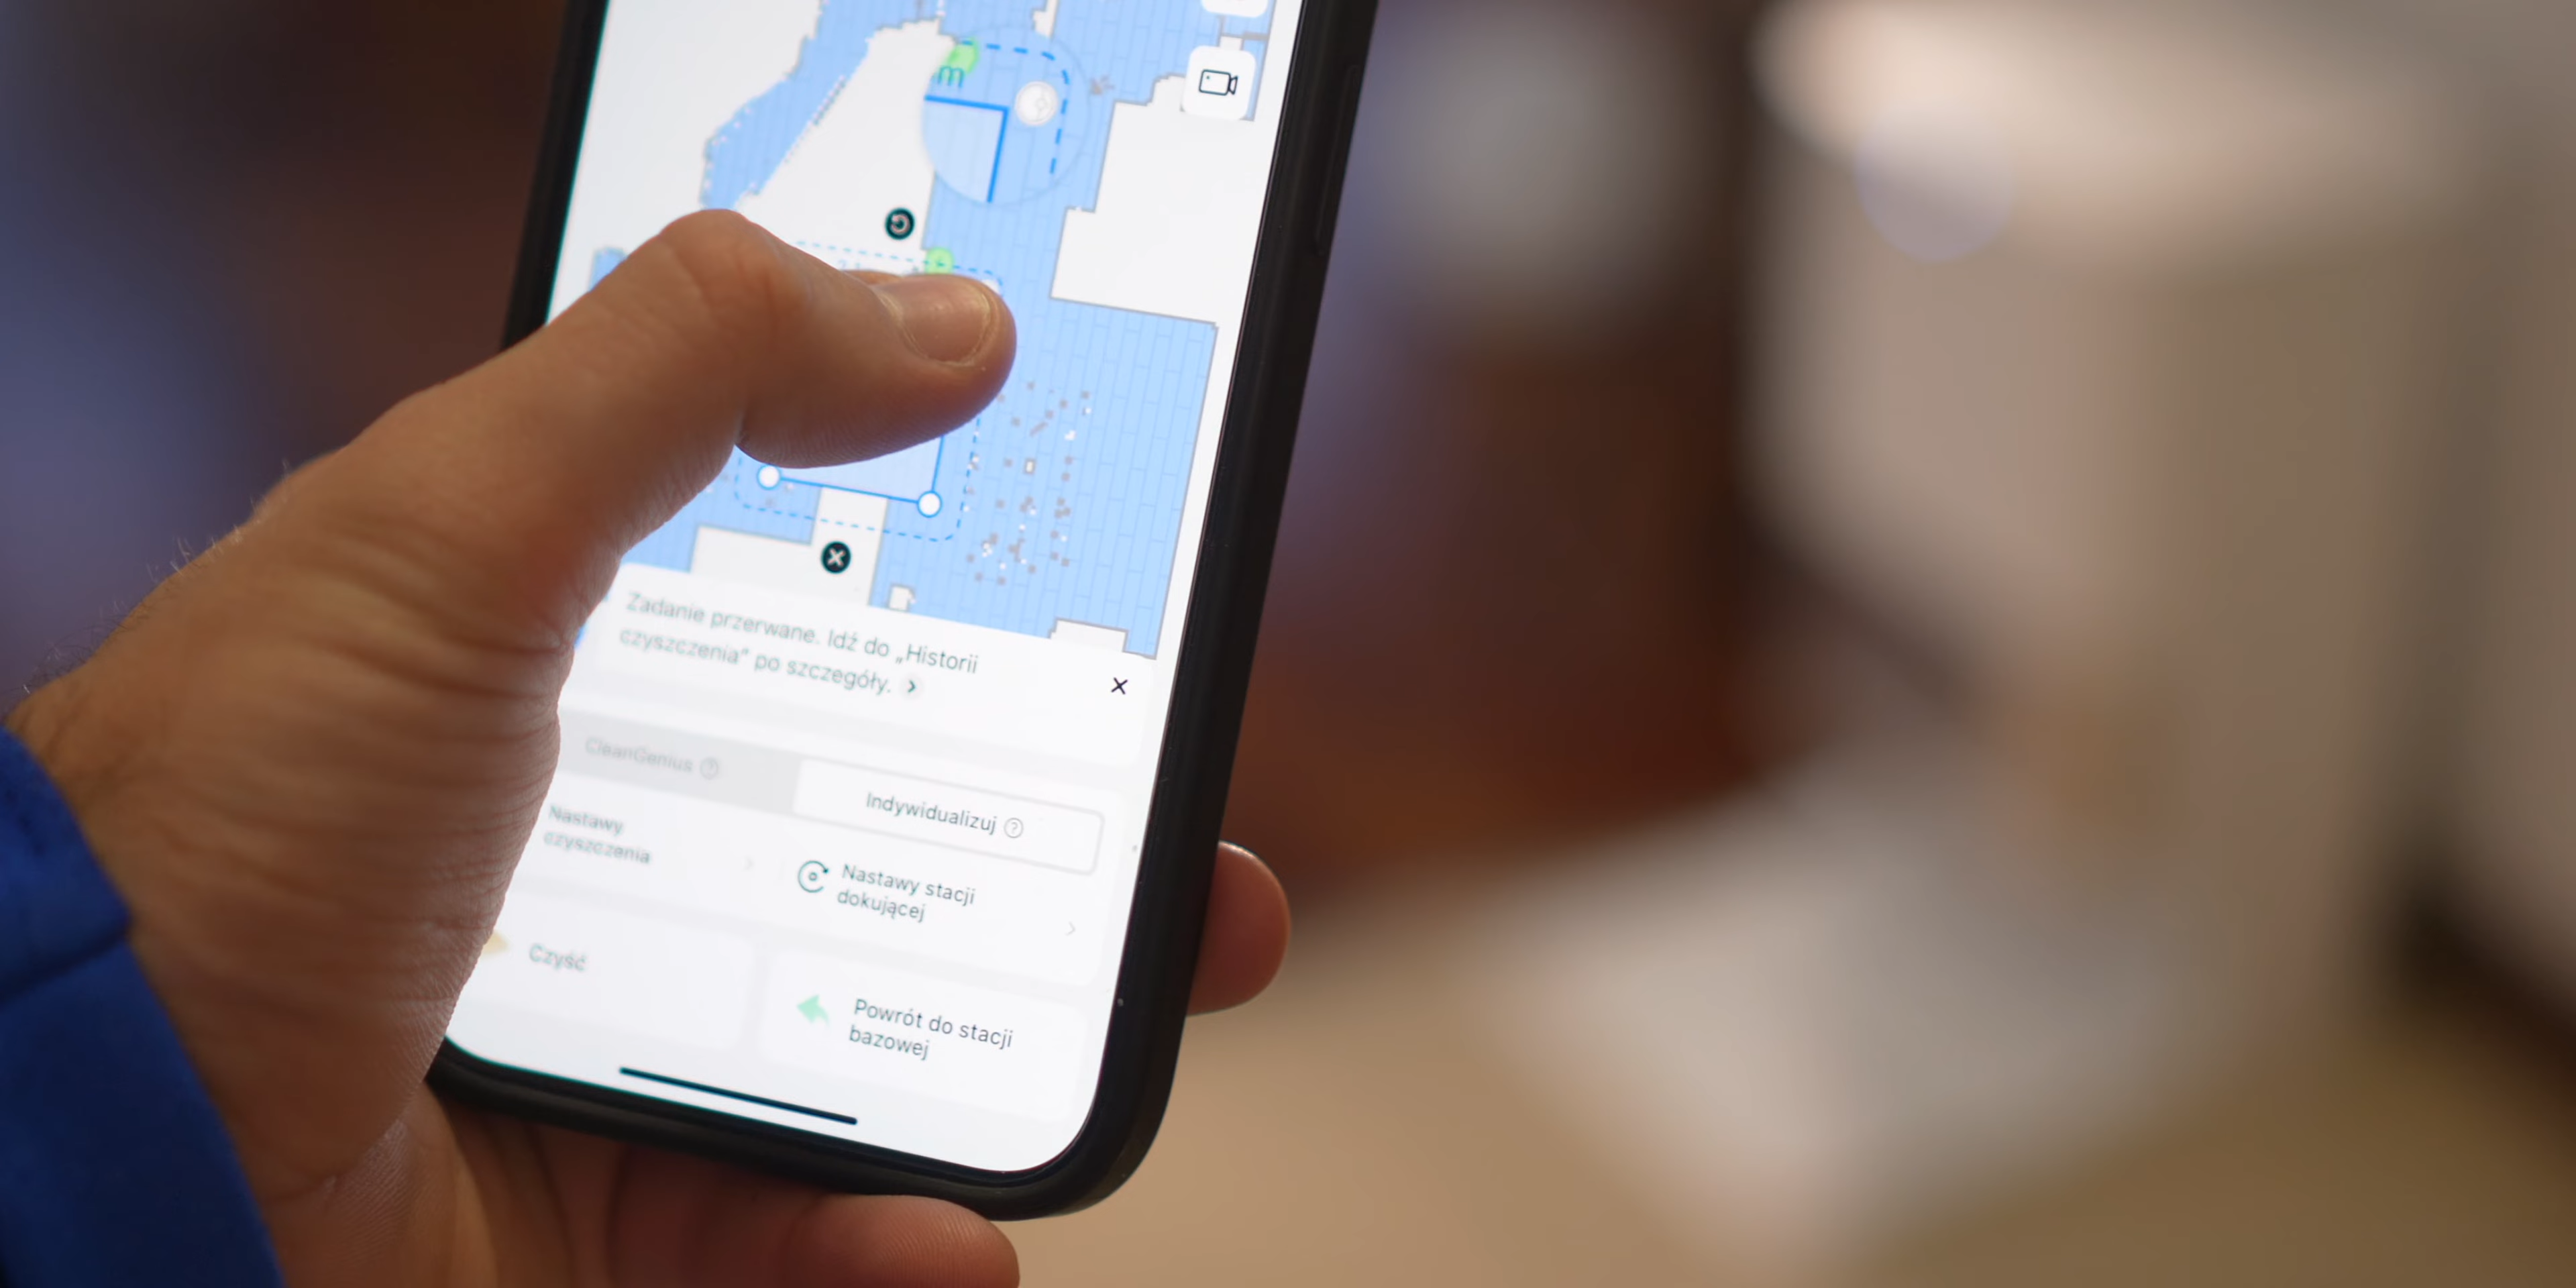 m
Zadanie przerwane. Idź do „Historii
czyszczenia” po szczegóły.
CleanGenius
Indywidualizuj
Nastawy
czyszczenia
Nastawy stacji
dokującej
Czyść
Powrót do stacji
bazowej